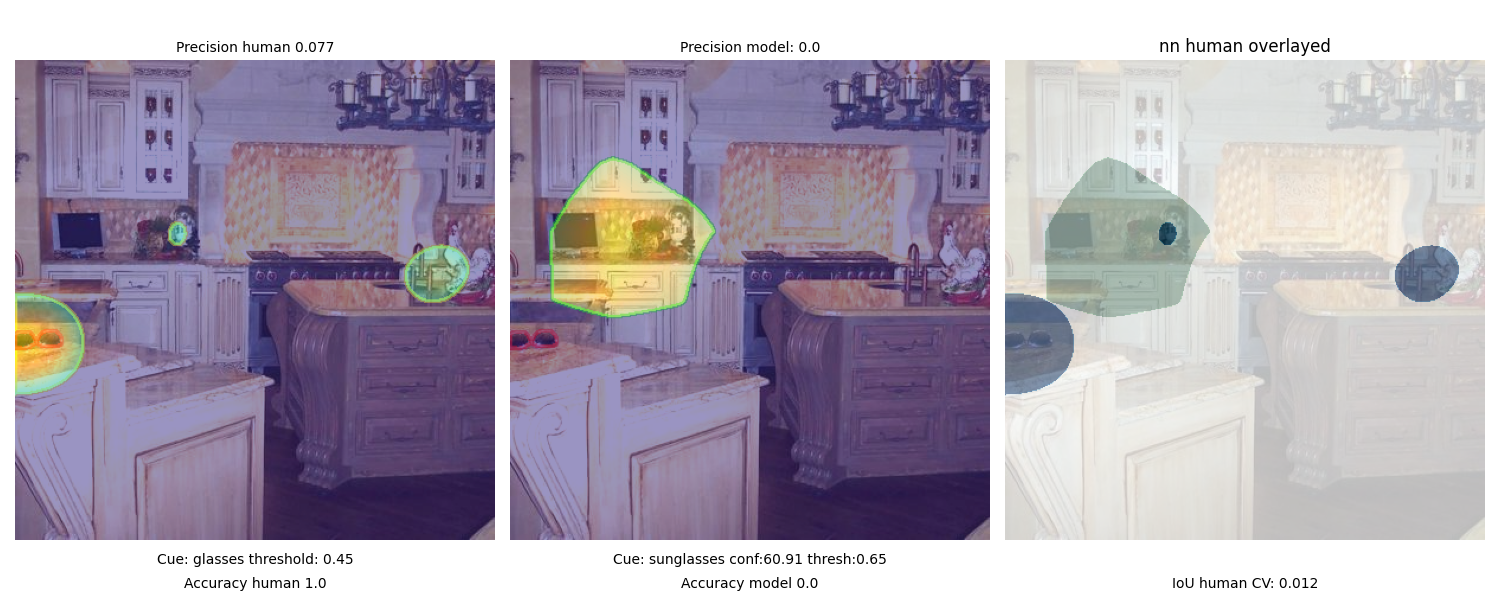 Precision human 0.077
Precision model: 0.0
nn human overlayed
Cue: glasses threshold: 0.45
Cue: sunglasses conf:60.91 thresh:0.65
Accuracy human 1.0
Accuracy model 0.0
IoU human CV: 0.012